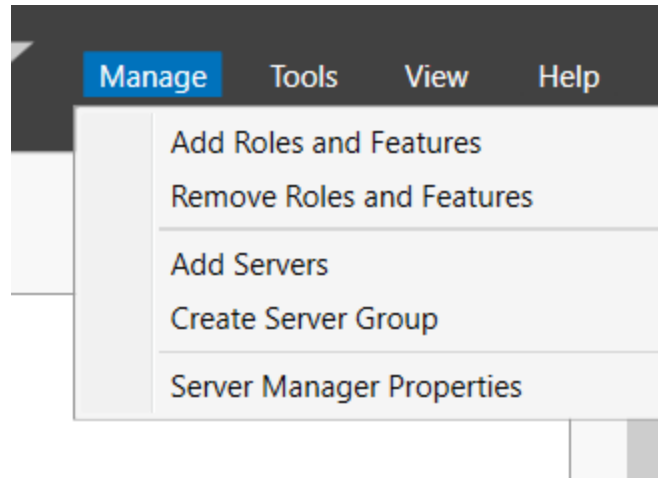 Manage Tools View Help
Add Roles and Features
Remove Roles and Features
Add Servers
Create Server Group
Server Manager Properties